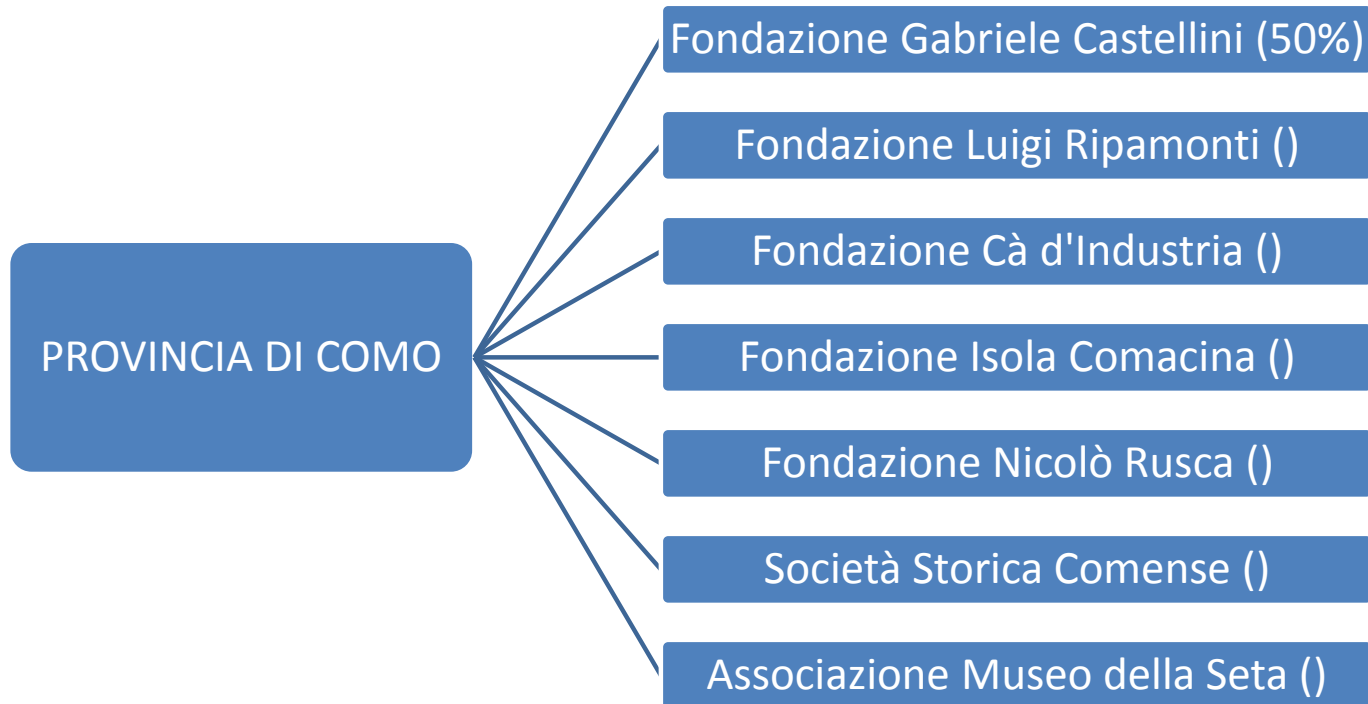 Fondazione Gabriele Castellini (50%)
Fondazione Luigi Ripamonti ()
Fondazione Cà d'Industria ()
PROVINCIA DI COMO
Fondazione Isola Comacina ()
Fondazione Nicolò Rusca ()
Società Storica Comense ()
Associazione Museo della Seta ()